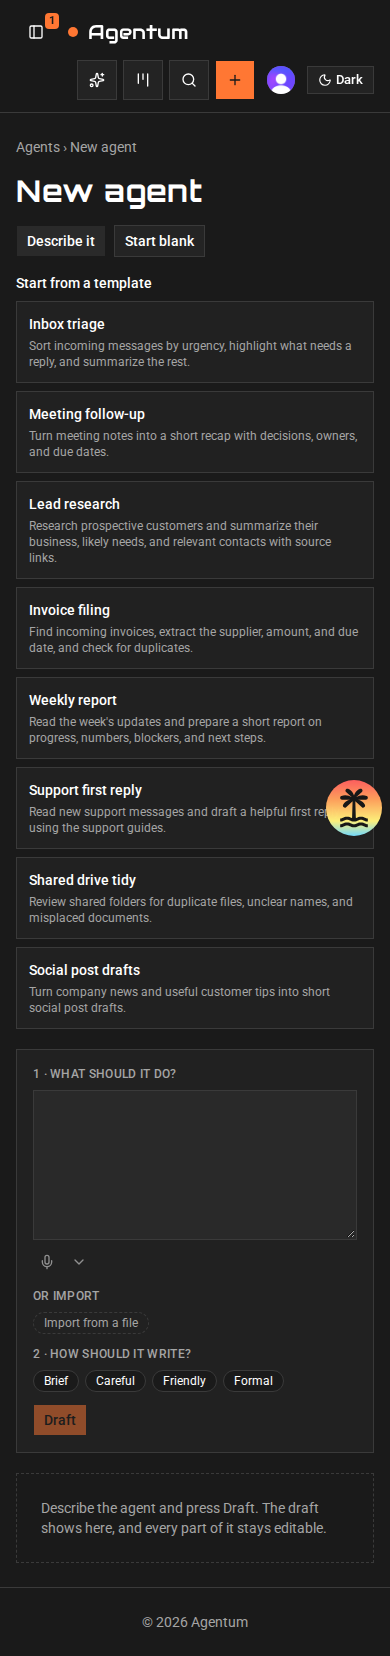 1
Agentum
Dark
Agents › New agent
New agent
Describe it
Start blank
Start from a template
Inbox triage
Sort incoming messages by urgency, highlight what needs a
reply, and summarize the rest.
Meeting follow-up
Turn meeting notes into a short recap with decisions, owners,
and due dates.
Lead research
Research prospective customers and summarize their
business, likely needs, and relevant contacts with source
links.
Invoice filing
Find incoming invoices, extract the supplier, amount, and due
date, and check for duplicates.
Weekly report
Read the week's updates and prepare a short report on
progress, numbers, blockers, and next steps.
Support first reply
Read new support messages and draft a helpful first
using the support guides.
Shared drive tidy
Review shared folders for duplicate files, unclear names, and
misplaced documents.
Social post drafts
Turn company news and useful customer tips into short
social post drafts.
1 · WHAT SHOULD IT DO?
OR IMPORT
Import from a file
2 · HOW SHOULD IT WRITE?
Brief
Careful
Friendly
Formal
Draft
Describe the agent and press Draft. The draft
shows here, and every part of it stays editable.
© 2026 Agentum